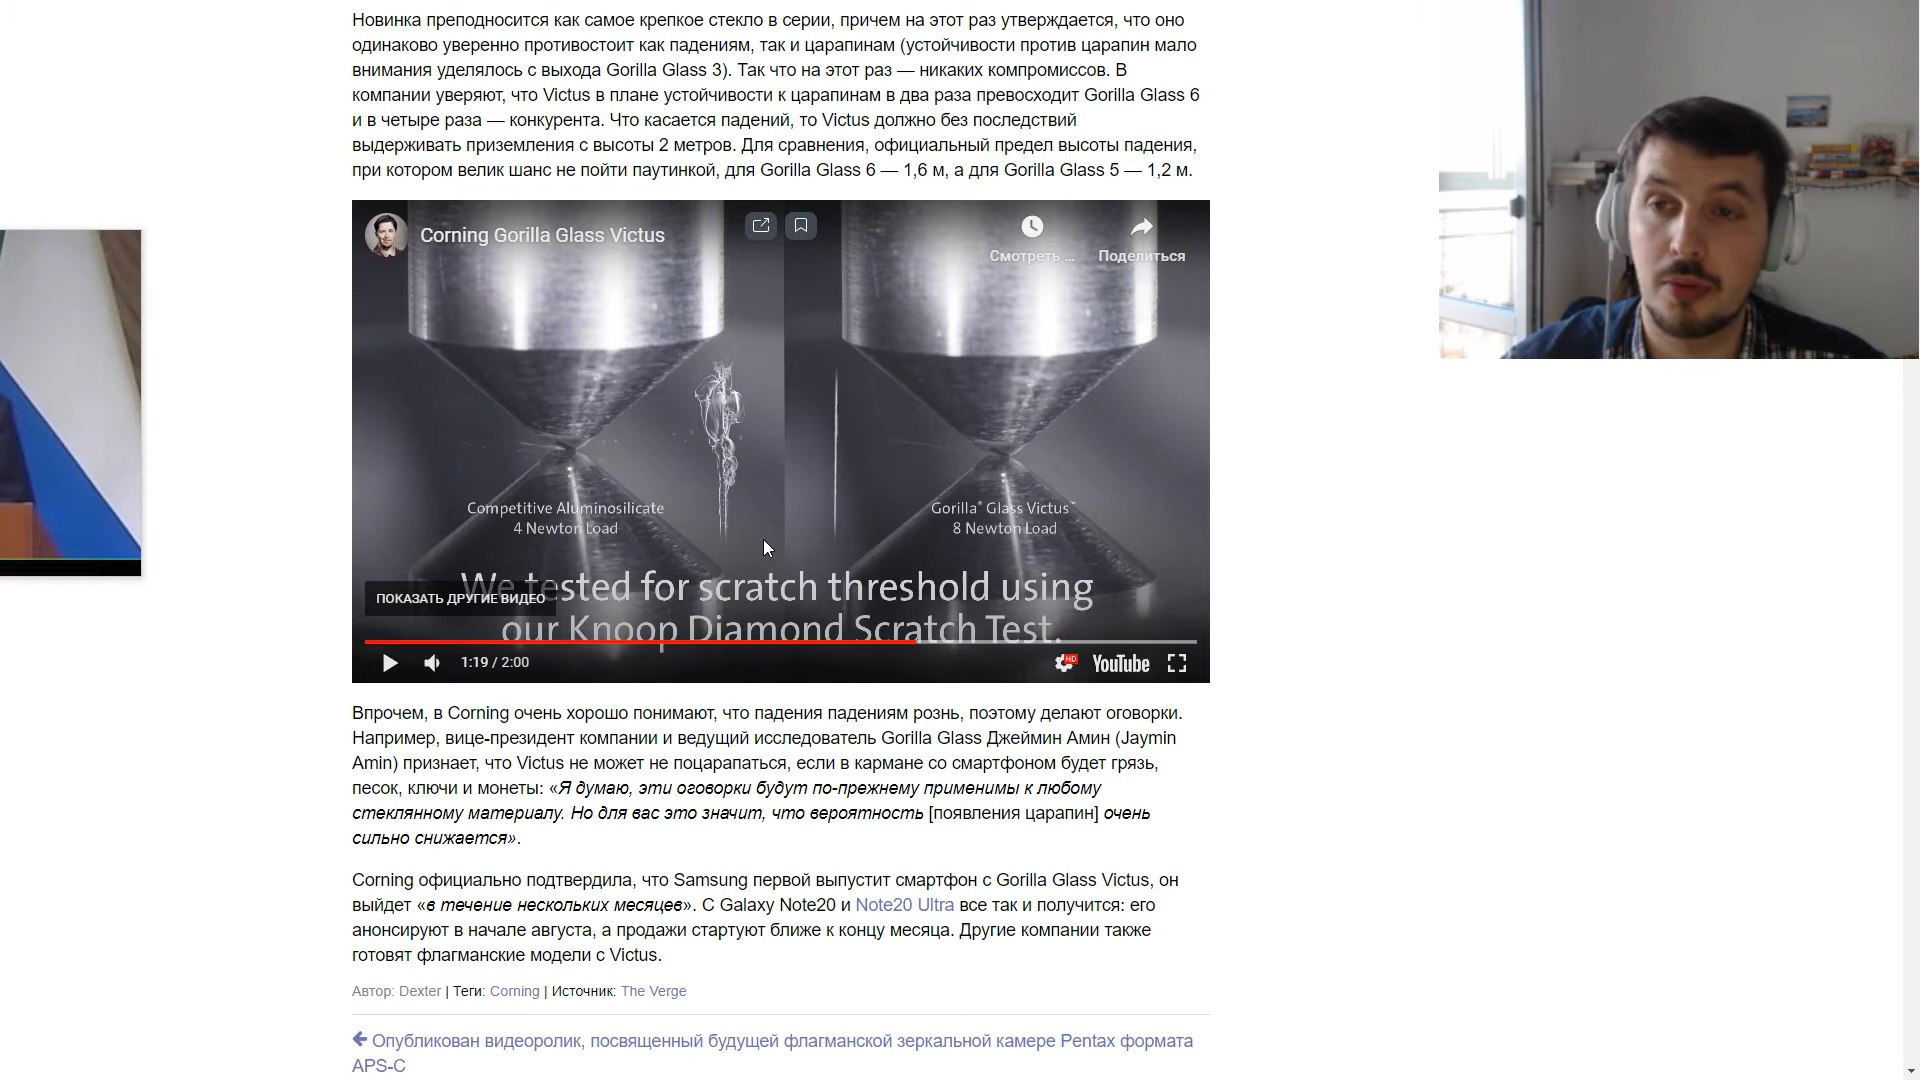 Новинка преподносится как самое крепкое стекло в серии, причем на этот раз утверждается, что оно
одинаково уверенно противостоит как падениям, так и царапинам (устойчивости против царапин мало
внимания уделялось с выхода Gorilla Glass 3). Так что на этот раз — никаких компромиссов. В
компании уверяют, что Victus в плане устойчивости к царапинам в два раза превосходит Gorilla Glass 6
и в четыре раза — конкурента. Что касается падений, то Victus должно без последствий
выдерживать приземления с высоты 2 метров. Для сравнения, официальный предел высоты падения,
при котором велик шанс не пойти паутинкой, для Gorilla Glass 6 — 1,6 м, а для Gorilla Glass 5 — 1,2 м.
Corning Gorilla Glass Victus
Смотреть ...
Поделиться
Competitive Aluminosilicate
4 Newton Load
Gorilla® Glass Victus™
8 Newton Load
We tested for scratch threshold using
our Knoop Diamond Scratch Test.
ПОКАЗАТЬ ДРУГИЕ ВИДЕО
1:19 / 2:00
HD
YouTube
Впрочем, в Corning очень хорошо понимают, что падения падениям рознь, поэтому делают оговорки.
Например, вице-президент компании и ведущий исследователь Gorilla Glass Джеймин Амин (Jaymin
Amin) признает, что Victus не может не поцарапаться, если в кармане со смартфоном будет грязь,
песок, ключи и монеты: «Я думаю, эти оговорки будут по-прежнему применимы к любому
стеклянному материалу. Но для вас это значит, что вероятность [появления царапин] очень
сильно снижается».
Corning официально подтвердила, что Samsung первой выпустит смартфон с Gorilla Glass Victus, он
выйдет «в течение нескольких месяцев». С Galaxy Note20 и Note20 Ultra все так и получится: его
анонсируют в начале августа, а продажи стартуют ближе к концу месяца. Другие компании также
готовят флагманские модели с Victus.
Автор: Dexter | Теги: Corning | Источник: The Verge
Опубликован видеоролик, посвященный будущей флагманской зеркальной камере Pentax формата
APS-C